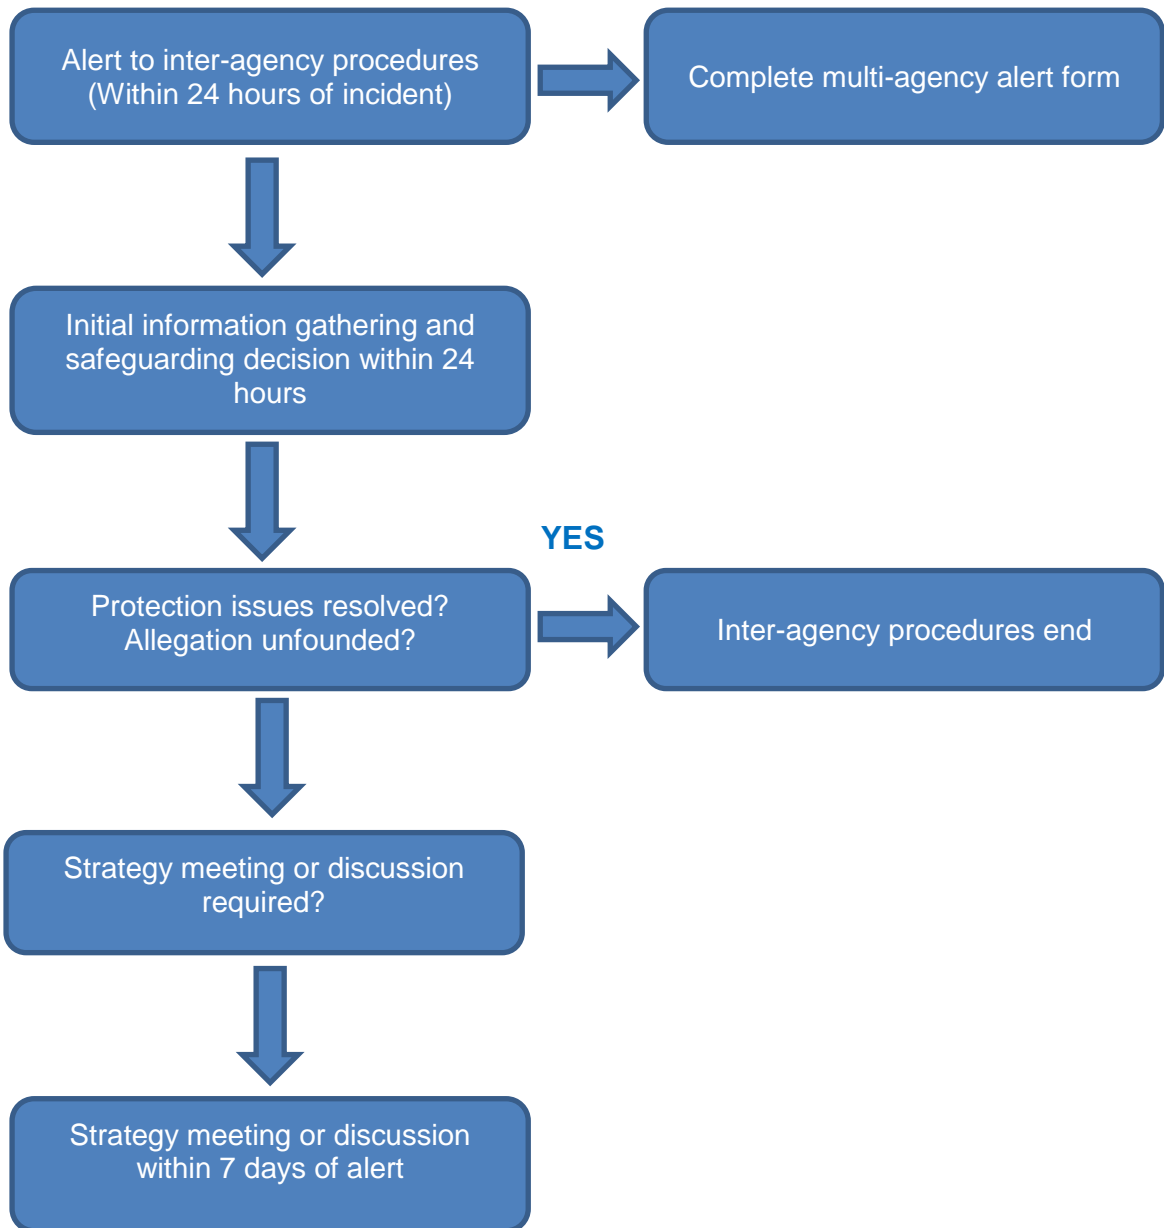 Alert to inter-agency procedures
(Within 24 hours of incident)
Complete multi-agency alert form
Initial information gathering and
safeguarding decision within 24
hours
YES
Protection issues resolved?
Allegation unfounded?
Inter-agency procedures end
Strategy meeting or discussion
required?
Strategy meeting or discussion
within 7 days of alert